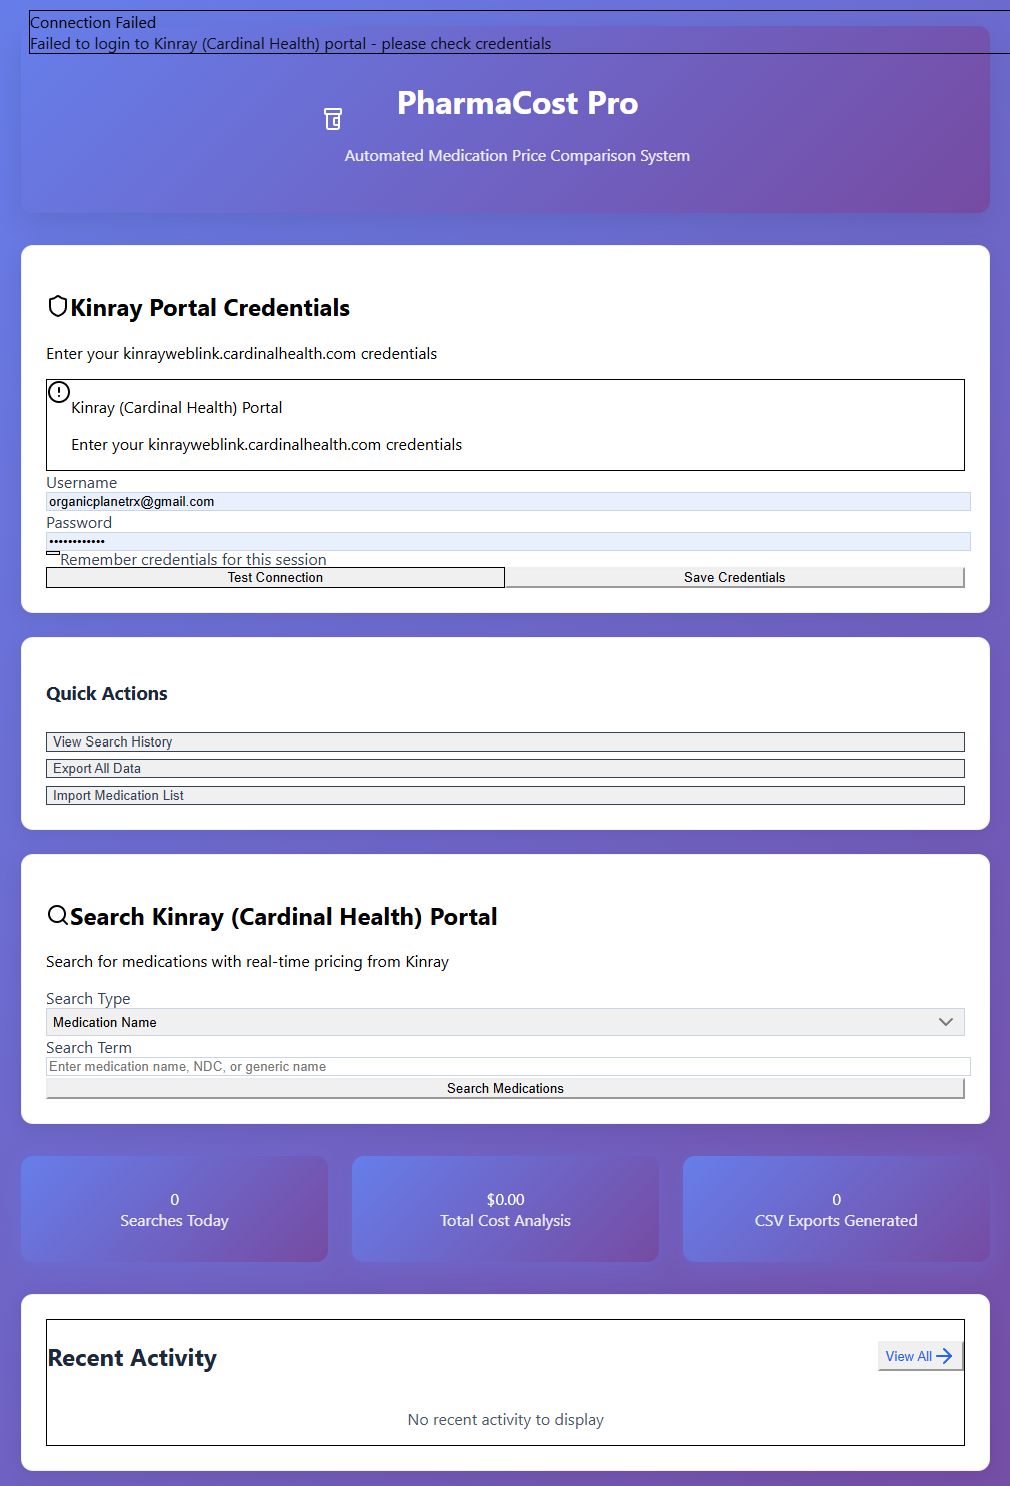 Connection Failed
Failed to login to Kinray (Cardinal Health) portal - please check credentials
PharmaCost Pro
Automated Medication Price Comparison System
Kinray Portal Credentials
Enter your kinrayweblink.cardinalhealth.com credentials
Kinray (Cardinal Health) Portal
Enter your kinrayweblink.cardinalhealth.com credentials
Username
organicplanetrx@gmail.com
Password
••••••••••••
Remember credentials for this session
Test Connection
Save Credentials
Quick Actions
View Search History
Export All Data
Import Medication List
Search Kinray (Cardinal Health) Portal
Search for medications with real-time pricing from Kinray
Search Type
Medication Name
Search Term
Enter medication name, NDC, or generic name
Search Medications
0
Searches Today
$0.00
Total Cost Analysis
0
CSV Exports Generated
Recent Activity
View All
No recent activity to display